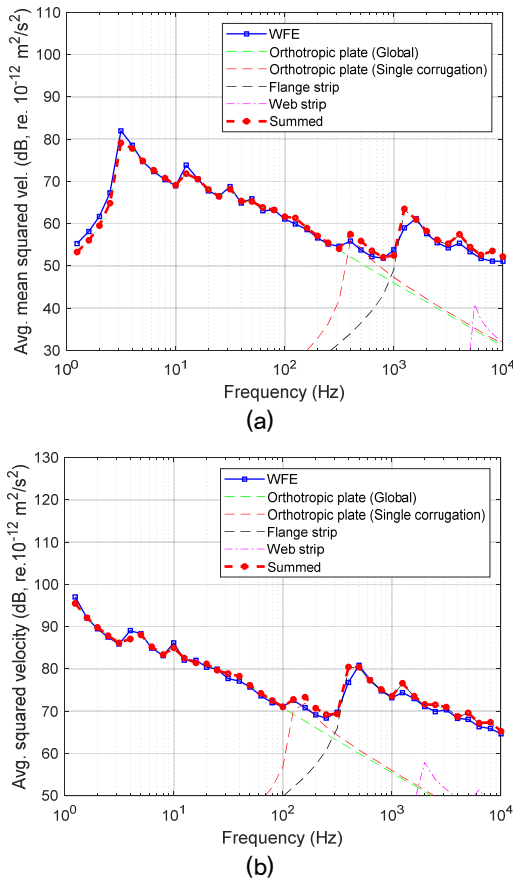 130
120
110
100
90
80
70
60
50
40
30
Avg. mean squared vel. (dB, re. 10⁻¹² m²/s²)
WFE
Orthotropic plate (Global)
Orthotropic plate (Single corrugation)
Flange strip
Web strip
Summed
10⁰ 10¹ 10² 10³ 10⁴
Frequency (Hz)
(a)
130
120
110
100
90
80
70
60
50
Avg. squared velocity (dB, re.10⁻¹² m²/s²)
WFE
Orthotropic plate (Global)
Orthotropic plate (Single corrugation)
Flange strip
Web strip
Summed
10⁰ 10¹ 10² 10³ 10⁴
Frequency (Hz)
(b)